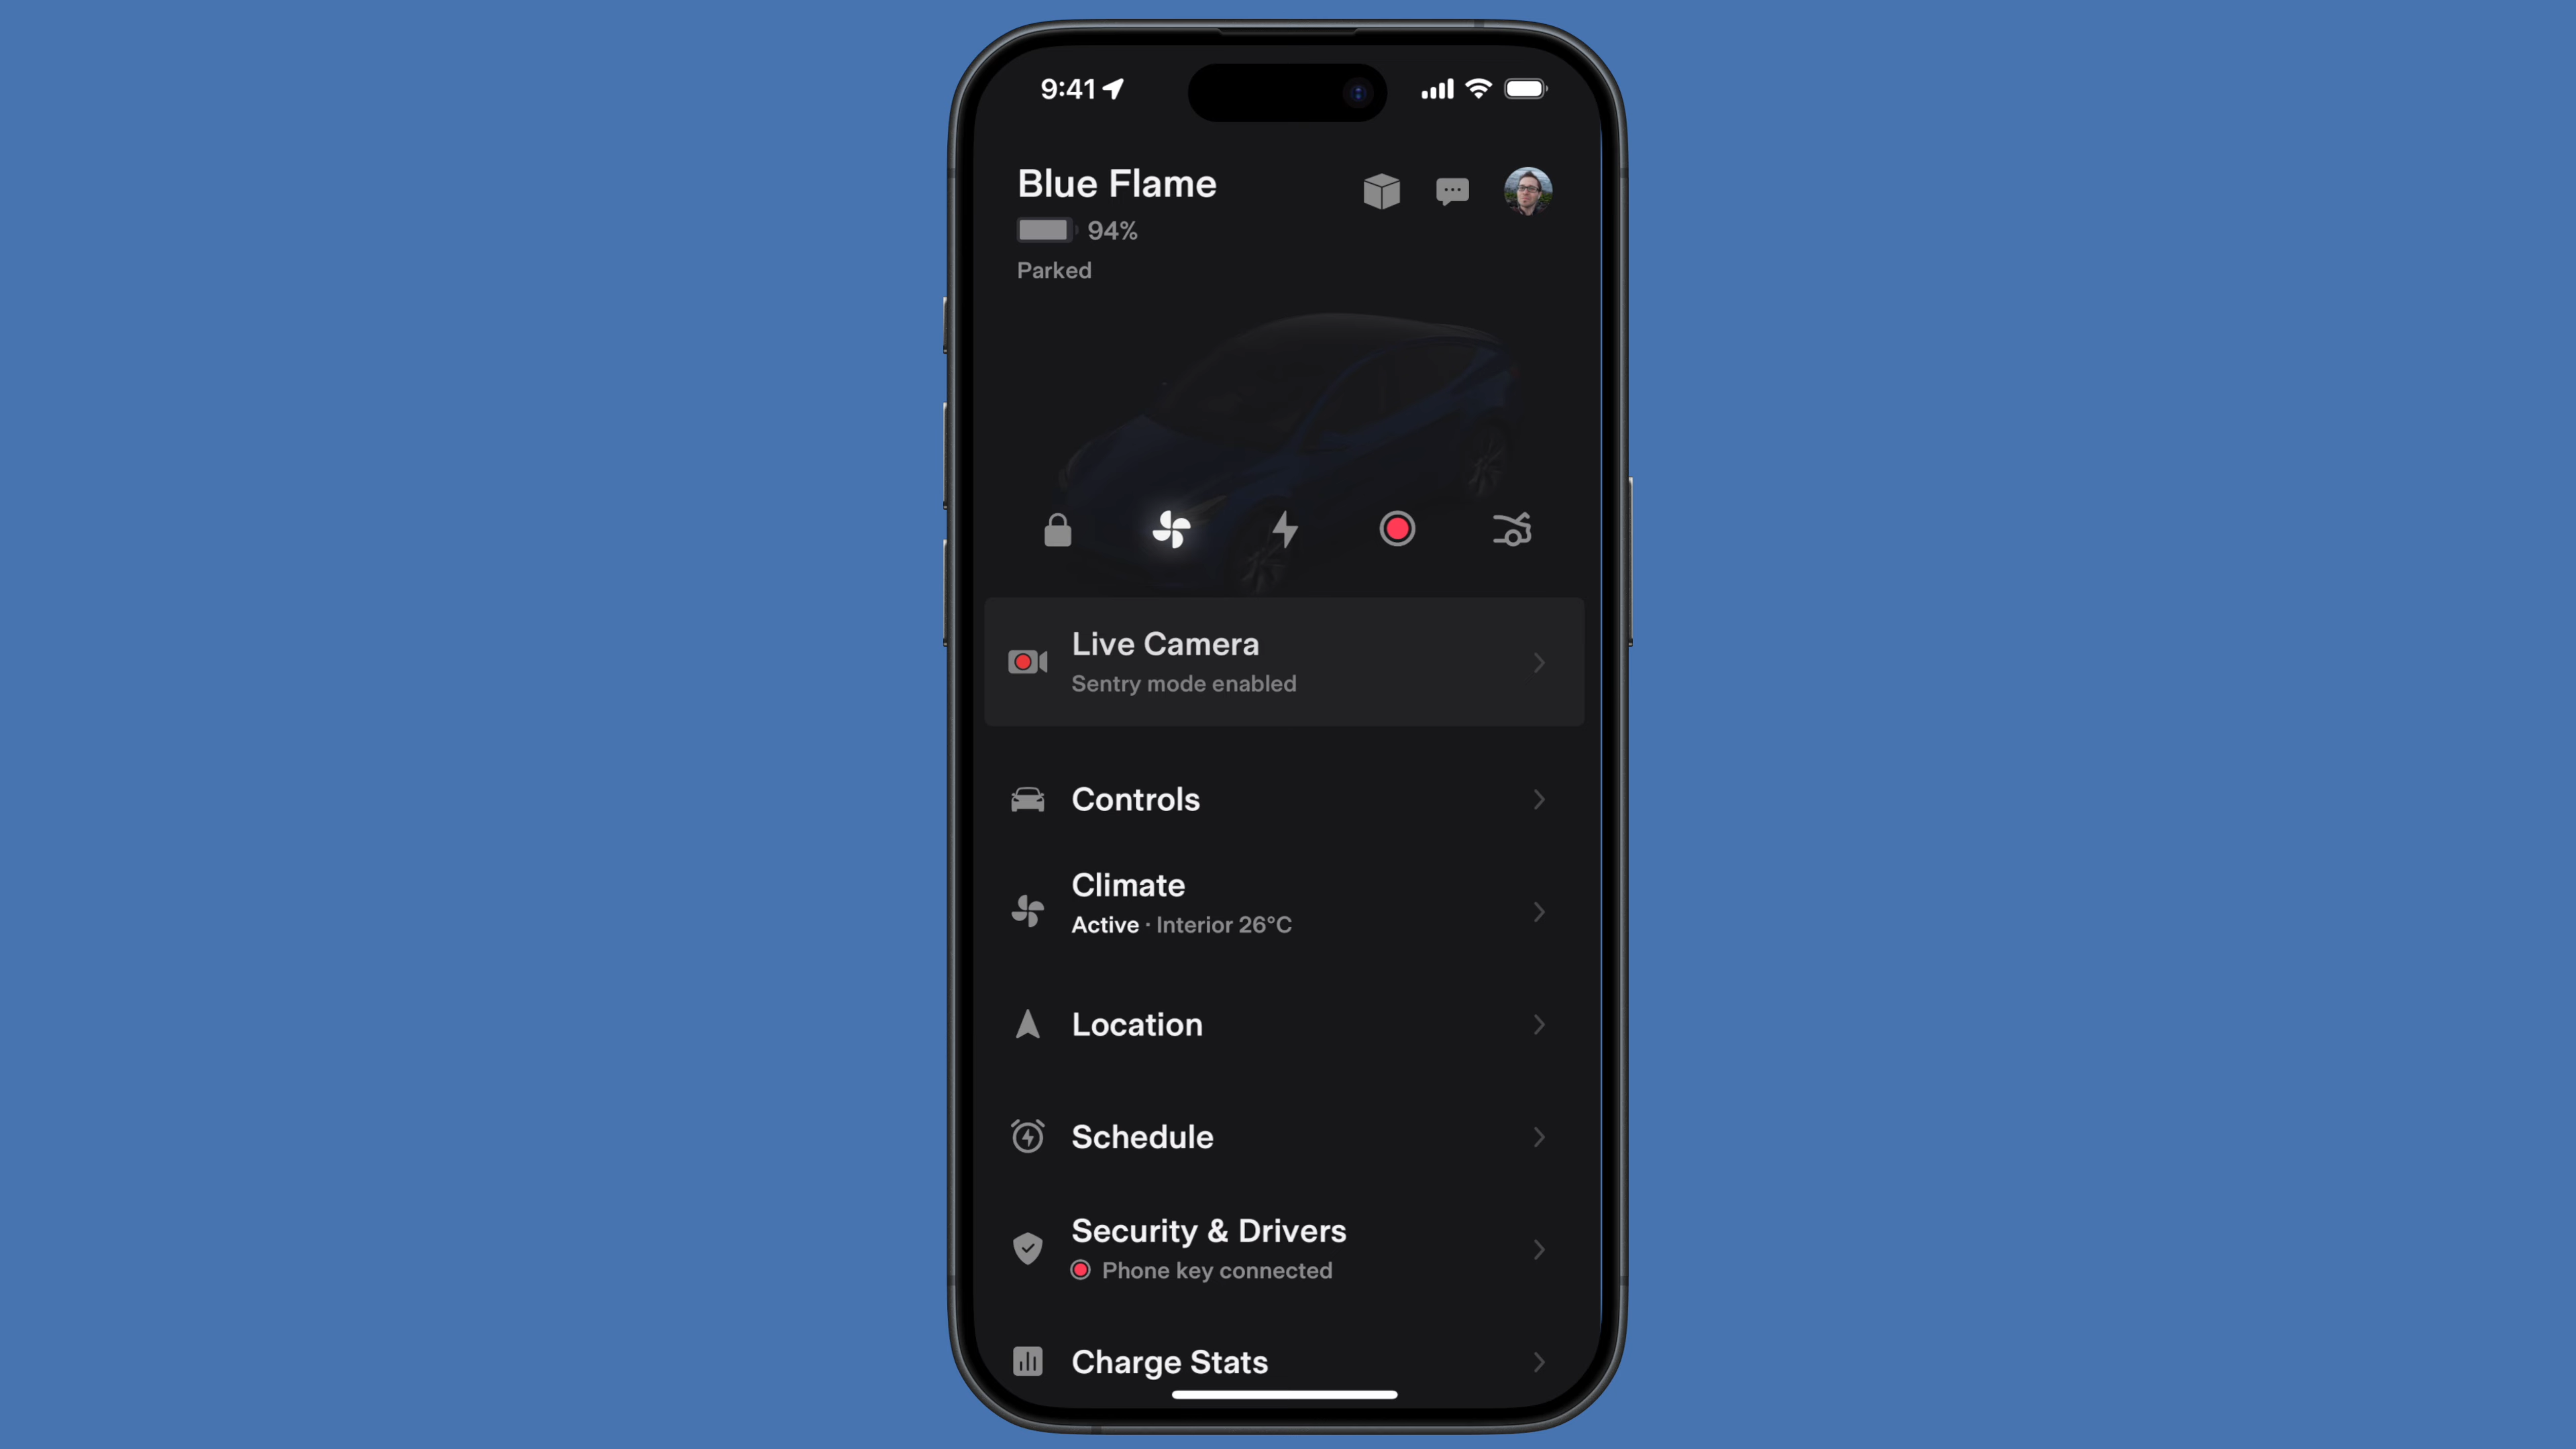 9:41
Blue Flame
94%
Parked
Live Camera
Sentry mode enabled
Controls
Climate
Active · Interior 26°C
Location
Schedule
Security & Drivers
Phone key connected
Charge Stats